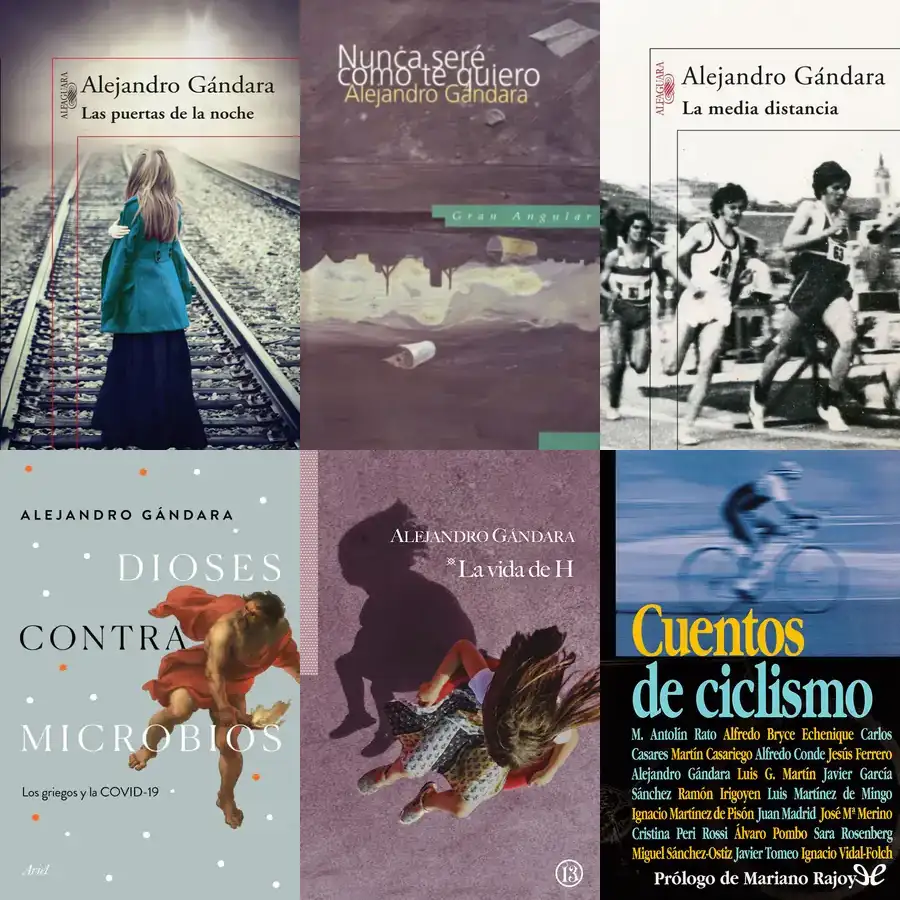 ALFAGUARA
Alejandro Gándara
Las puertas de la noche
Nunca seré
como te quiero
Alejandro Gándara
Gran Angular
ALFAGUARA
Alejandro Gándara
La media distancia
ALEJANDRO GÁNDARA
DIOSES
CONTRA
MICROBIOS
Los griegos y la COVID-19
Ariel
ALEJANDRO GÁNDARA
La vida de H
13
Cuentos
de ciclismo
M. Antolín Rato Alfredo Bryce Echenique Carlos
Casares Martín Casariego Alfredo Conde Jesús Ferrero
Alejandro Gándara Luis G. Martín Javier García
Sánchez Ramón Irigoyen Luis Martínez de Mingo
Ignacio Martínez de Pisón Juan Madrid José Mª Merino
Cristina Peri Rossi Álvaro Pombo Sara Rosenberg
Miguel Sánchez-Ostiz Javier Tomeo Ignacio Vidal-Folch
Prólogo de Mariano Rajoy